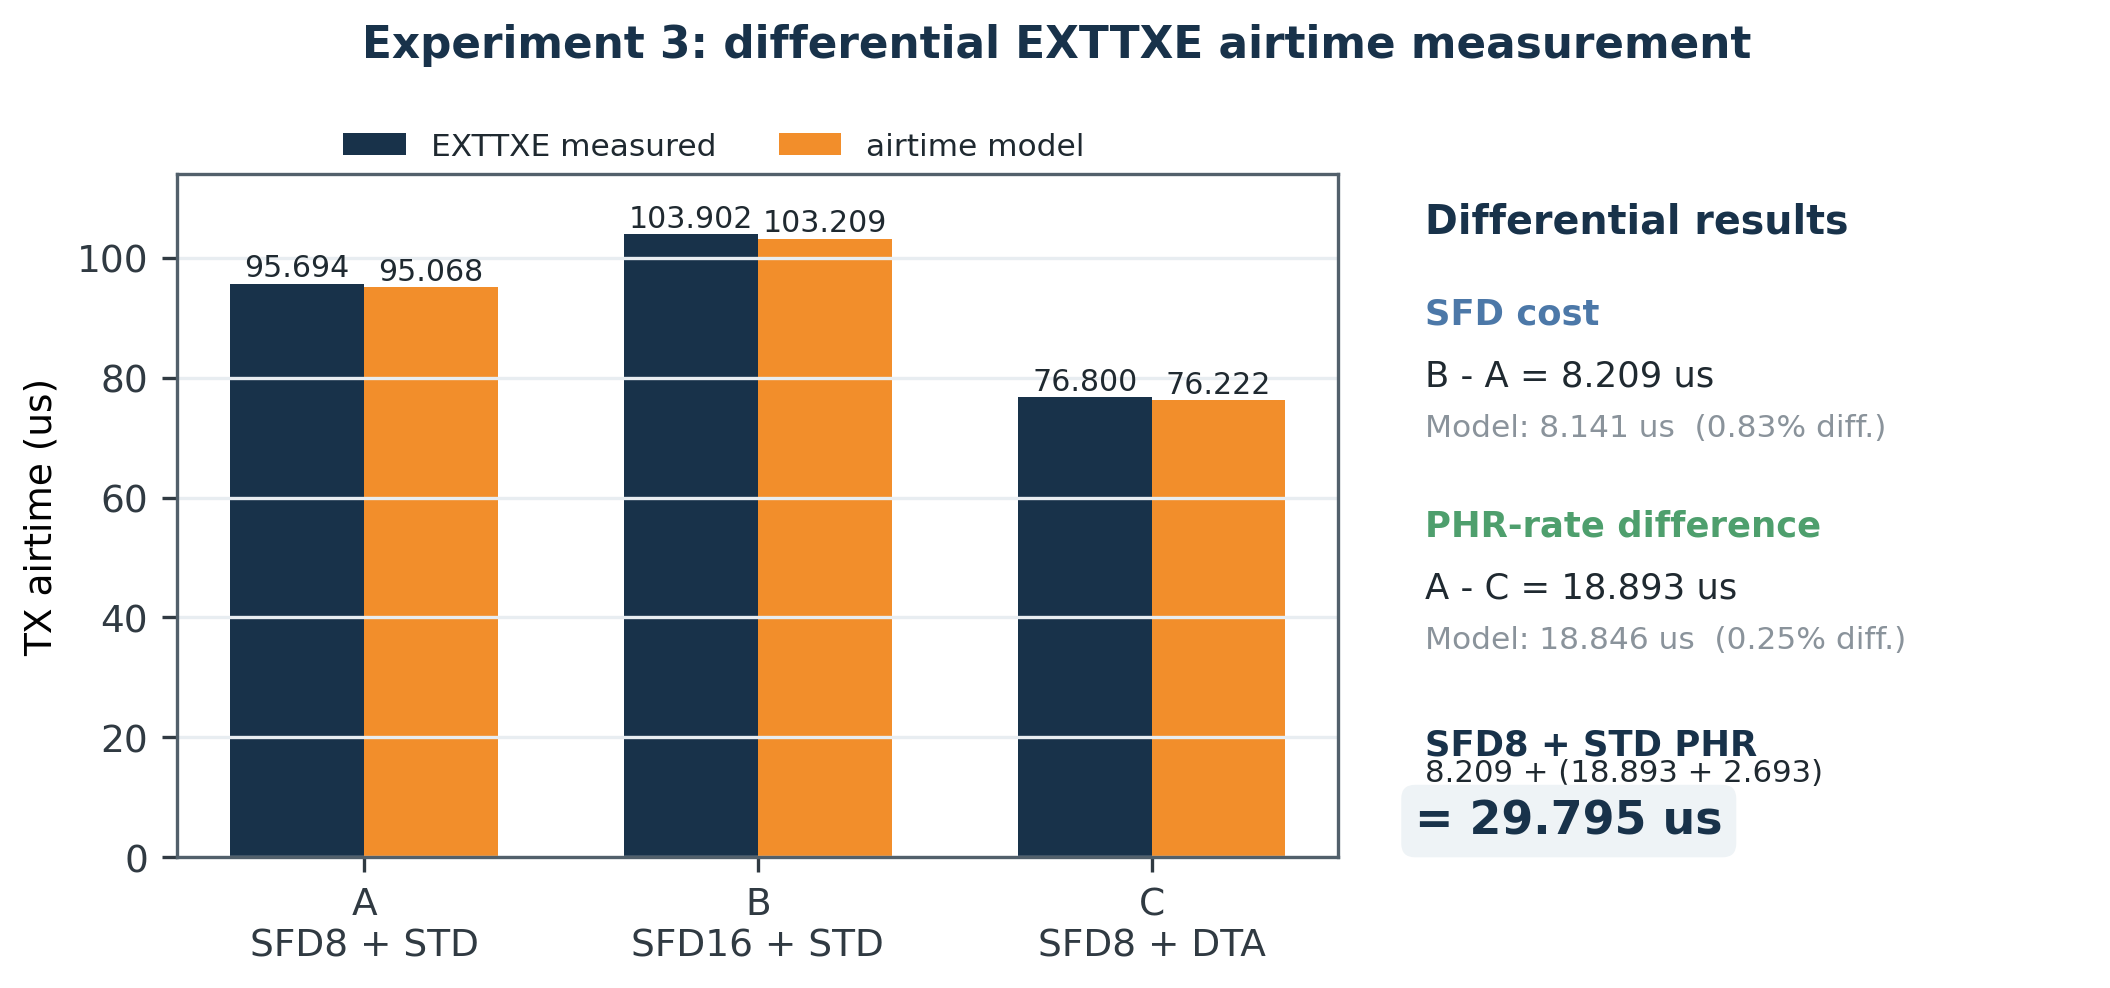 Experiment 3: differential EXTTXE airtime measurement
EXTTXE measured
airtime model
TX airtime (us)
100
80
60
40
20
0
95.694
95.068
103.902
103.209
76.800
76.222
A
SFD8 + STD
B
SFD16 + STD
C
SFD8 + DTA
Differential results
SFD cost
B - A = 8.209 us
Model: 8.141 us (0.83% diff.)
PHR-rate difference
A - C = 18.893 us
Model: 18.846 us (0.25% diff.)
SFD8 + STD PHR
8.209 + (18.893 + 2.693)
= 29.795 us